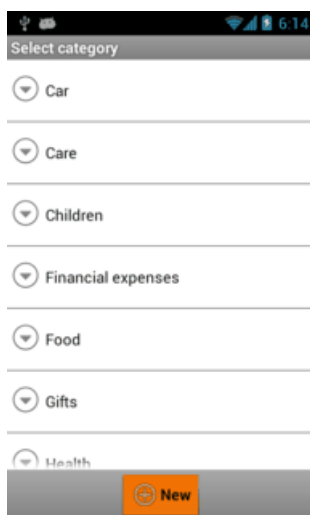 6:14
Select category
Car
Care
Children
Financial expenses
Food
Gifts
Health
New